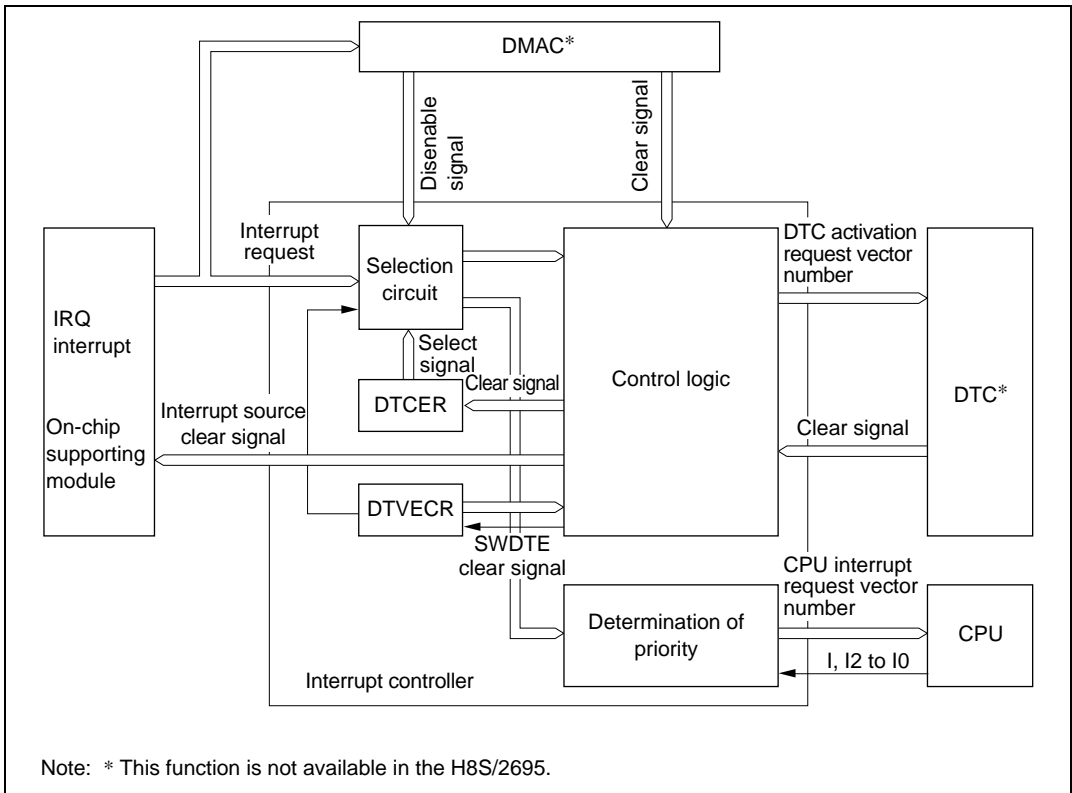 DMAC*
Disenable
signal
Clear signal
Interrupt
request
DTC activation
request vector
number
Selection
circuit
IRQ
interrupt
Select
signal
Control logic
Clear signal
DTCER
DTC*
Interrupt source
clear signal
On-chip
supporting
module
Clear signal
DTVECR
SWDTE
clear signal
CPU interrupt
request vector
number
Determination of
priority
CPU
I, I2 to I0
Interrupt controller
Note: * This function is not available in the H8S/2695.